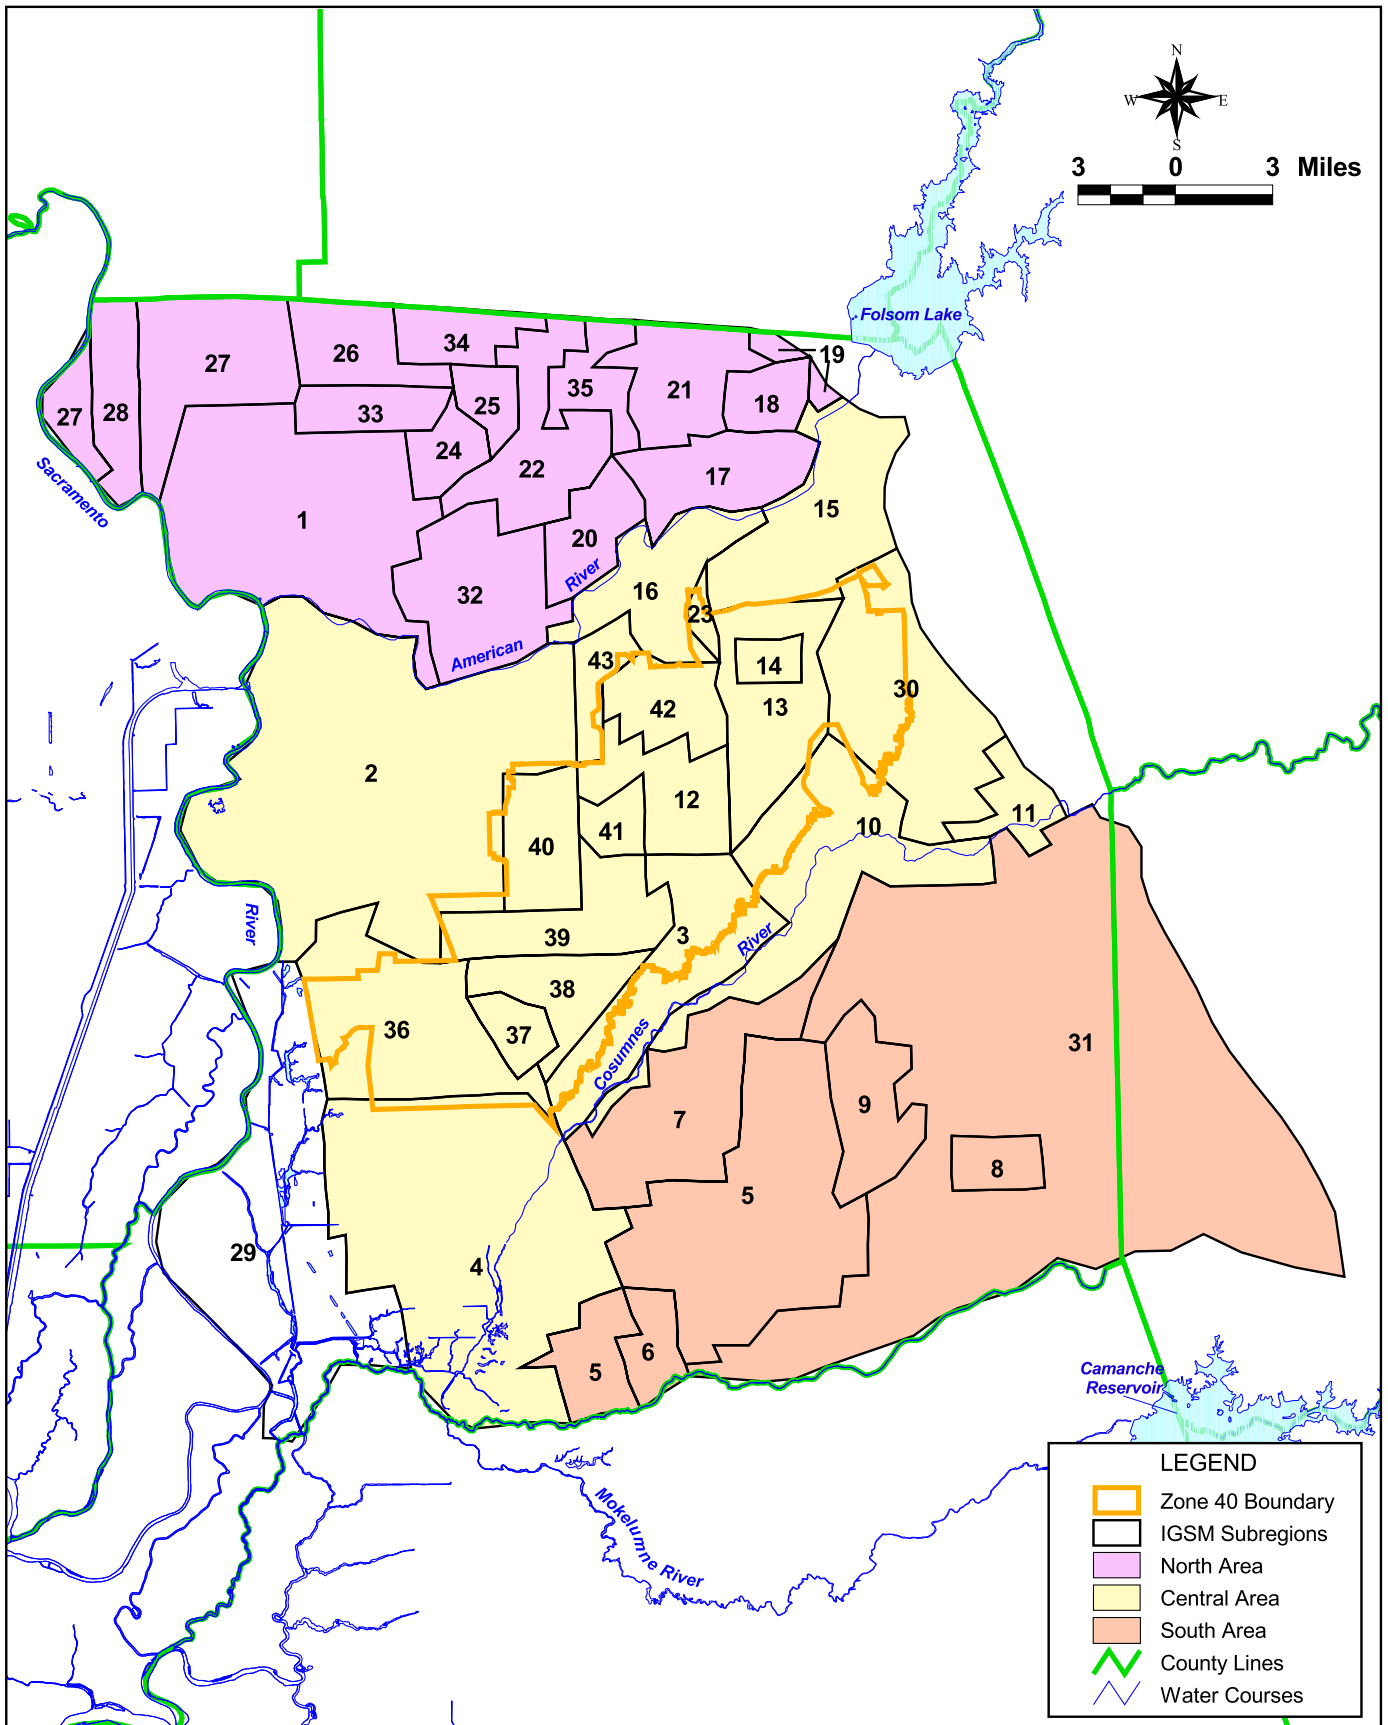 N
W E
S
3 0 3 Miles
Folsom Lake
19
34
26
27
35
21
18
25
27
28
33
24
22
17
Sacramento
15
1
20
River
16
32
23
American
43
14
30
42
13
2
12
11
10
41
40
River
39
3
River
38
36
37
Cosumnes
31
7
9
8
5
29
4
6
5
Camanche
Reservoir
Mokelumne River
LEGEND
Zone 40 Boundary
IGSM Subregions
North Area
Central Area
South Area
County Lines
Water Courses